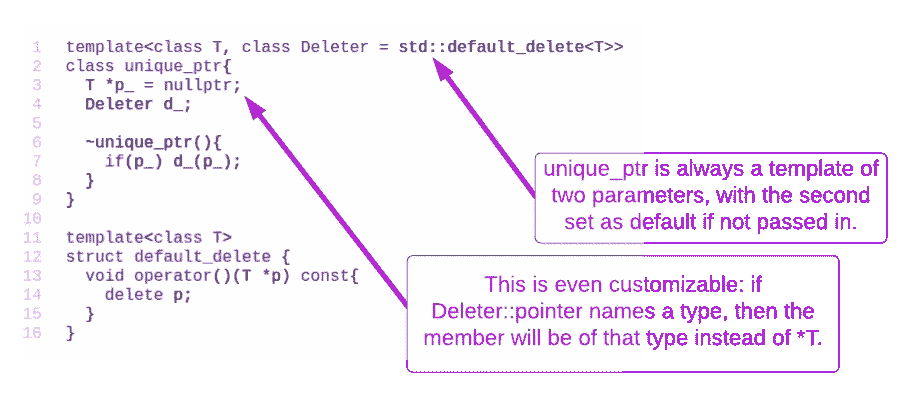 1 template<class T, class Deleter = std::default_delete<T>>
2 class unique_ptr{
3 T *p_ = nullptr;
4 Deleter d_;
5
6 ~unique_ptr(){
7 if(p_) d_(p_);
8 }
9 }
10
11 template<class T>
12 struct default_delete {
13 void operator()(T *p) const{
14 delete p;
15 }
16 }
unique_ptr is always a template of
two parameters, with the second
set as default if not passed in.
This is even customizable: if
Deleter::pointer names a type, then the
member will be of that type instead of *T.